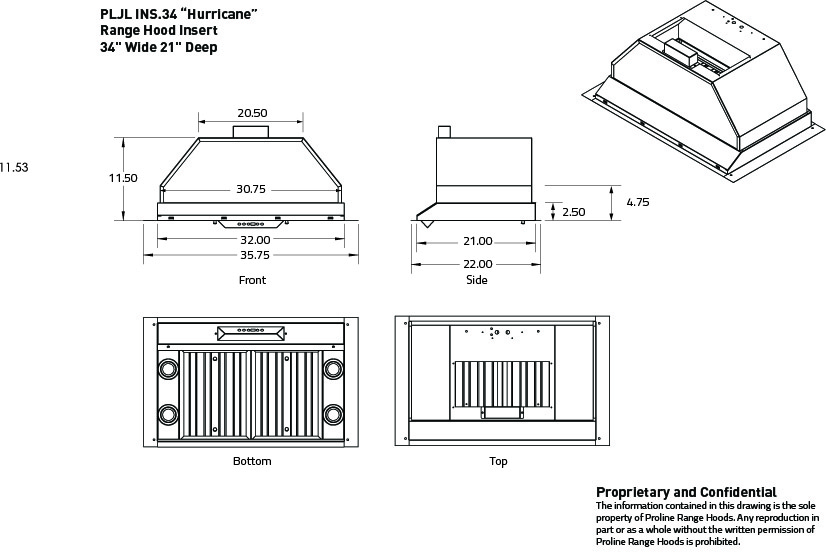 PLJL INS.34 “Hurricane”
Range Hood Insert
34" Wide 21" Deep
20.50
11.53
11.50
30.75
32.00
35.75
Front
4.75
2.50
21.00
22.00
Side
Bottom
Top
Proprietary and Confidential
The information contained in this drawing is the sole
property of Proline Range Hoods. Any reproduction in
part or as a whole without the written permission of
Proline Range Hoods is prohibited.